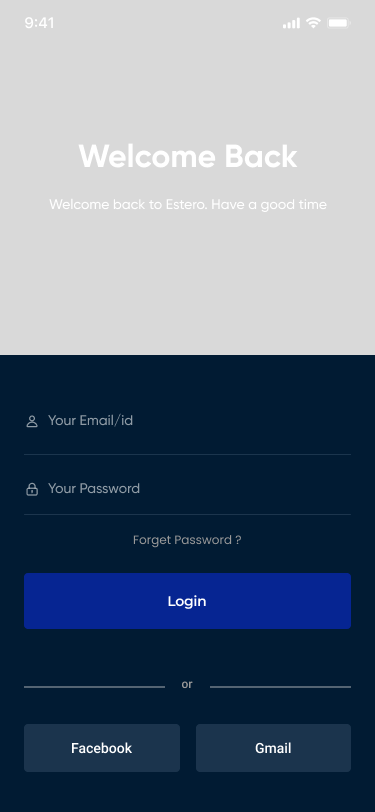 9:41
Welcome Back
Welcome back to Estero. Have a good time
Your Email/id
Your Password
Forget Password ?
Login
or
Facebook
Gmail